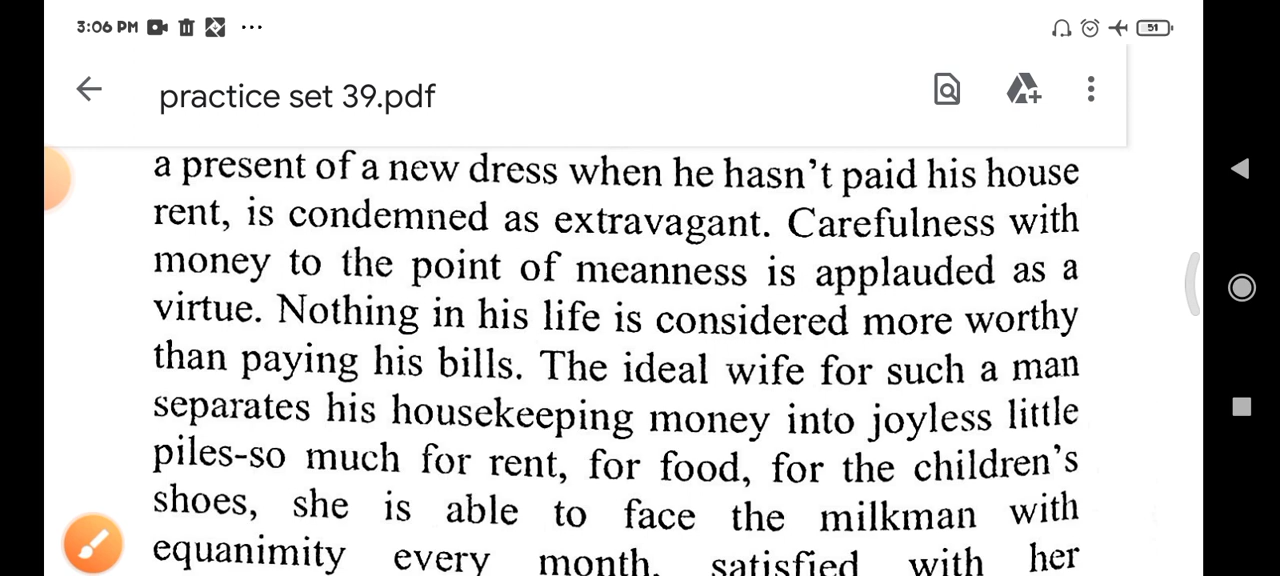 3:06 PM ... 51
practice set 39.pdf
a present of a new dress when he hasn't paid his house
rent, is condemned as extravagant. Carefulness with
money to the point of meanness is applauded as a
virtue. Nothing in his life is considered more worthy
than paying his bills. The ideal wife for such a man
separates his housekeeping money into joyless little
piles-so much for rent, for food, for the children's
shoes, she is able to face the milkman with
equanimity every month, satisfied with her